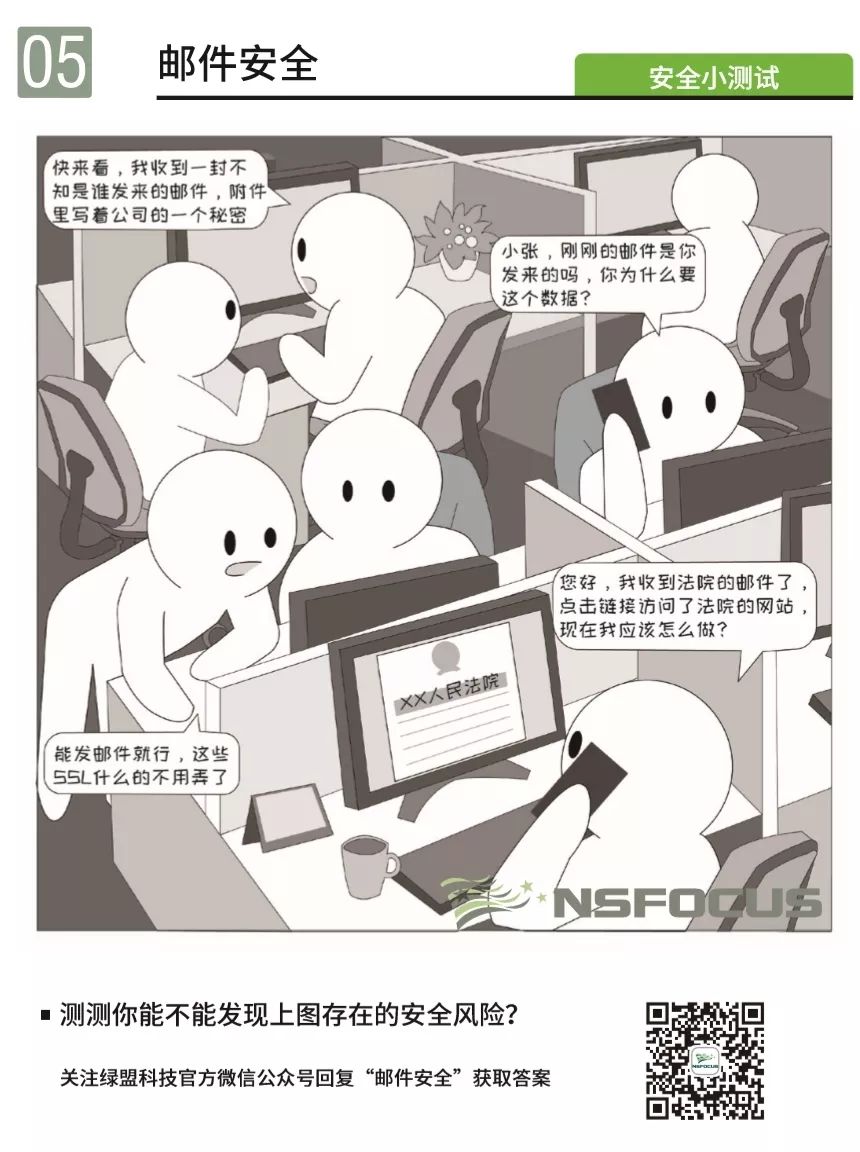 05
邮件安全
安全小测试
快来看，我收到一封不
知是谁发来的邮件，附件
里写着公司的一个秘密
小张，刚刚的邮件是你
发来的吗，你为什么要
这个数据？
您好，我收到法院的邮件了，
点击链接访问了法院的网站，
现在我应该怎么做？
XX人民法院
能发邮件就行，这些
SSL什么的不用弄了
NSFOCUS
测测你能不能发现上图存在的安全风险？
关注绿盟科技官方微信公众号回复“邮件安全”获取答案
NSFOCUS